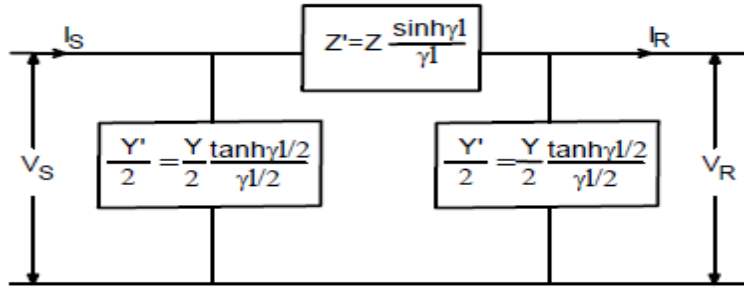 I_S
Z'=Z sinhγl/γl
I_R
V_S
Y'/2 = Y/2 tanhγl/2/γl/2
Y'/2 = Y/2 tanhγl/2/γl/2
V_R